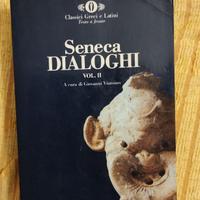 Classici Greci e Latini
Testo a fronte
Seneca
DIALOGHI
VOL. II
A cura di Giovanni Viansino